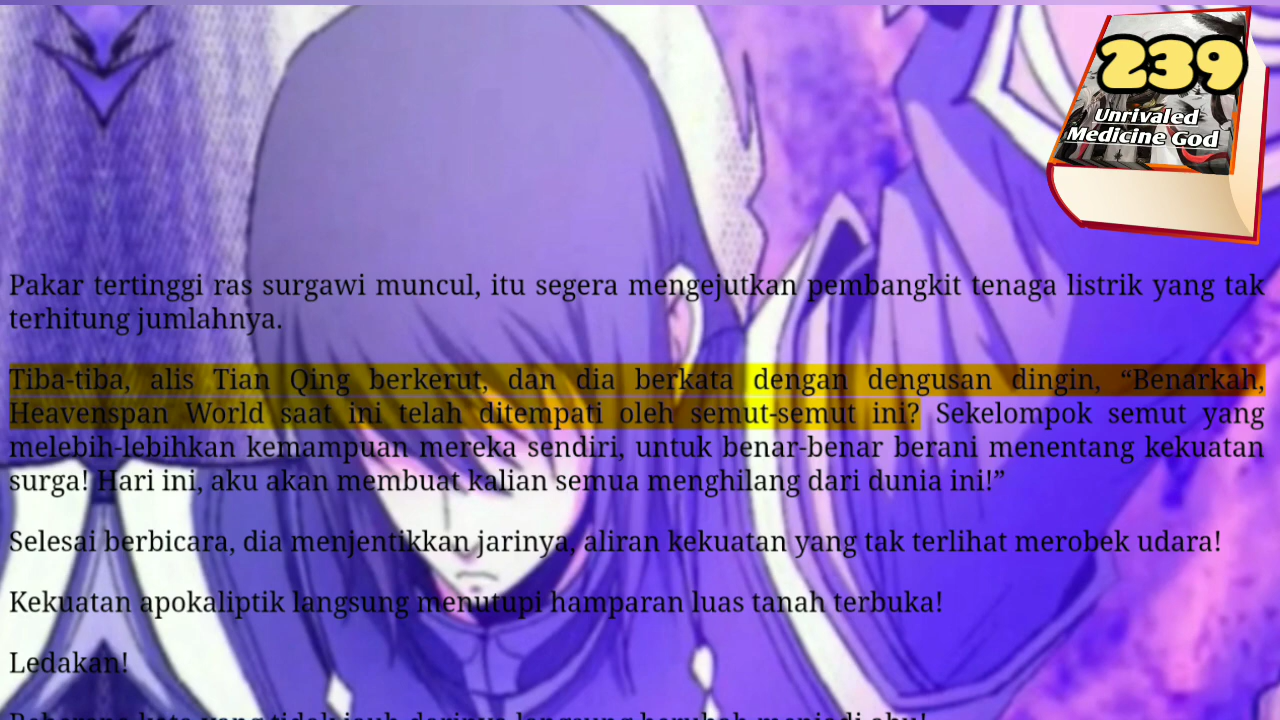 239
Unrivaled
Medicine God
Pakar tertinggi ras surgawi muncul, itu segera mengejutkan pembangkit tenaga listrik yang tak
terhitung jumlahnya.
Tiba-tiba, alis Tian Qing berkerut, dan dia berkata dengan dengusan dingin, “Benarkah,
Heavenspan World saat ini telah ditempati oleh semut-semut ini? Sekelompok semut yang
melebih-lebihkan kemampuan mereka sendiri, untuk benar-benar berani menentang kekuatan
surga! Hari ini, aku akan membuat kalian semua menghilang dari dunia ini!”
Selesai berbicara, dia menjentikkan jarinya, aliran kekuatan yang tak terlihat merobek udara!
Kekuatan apokaliptik langsung menutupi hamparan luas tanah terbuka!
Ledakan!